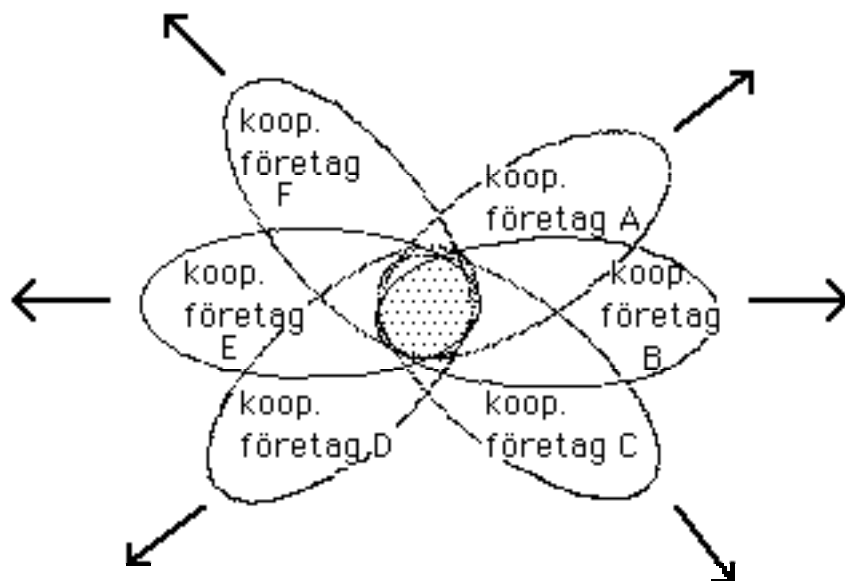 koop.
företag
F
koop.
företag A
koop.
företag
E
koop.
företag
B
koop.
företag D
koop.
företag C